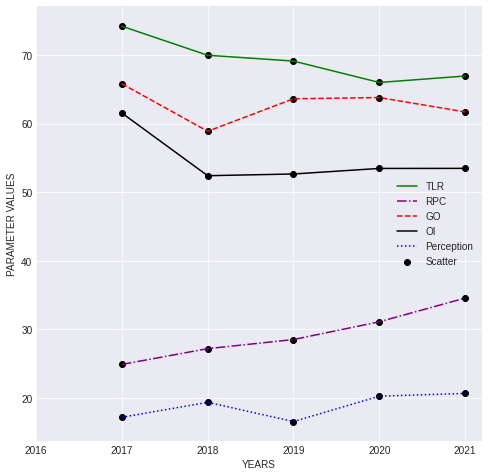 70
60
50
40
30
20
PARAMETER VALUES
TLR
RPC
GO
OI
Perception
Scatter
2016 2017 2018 2019 2020 2021
YEARS